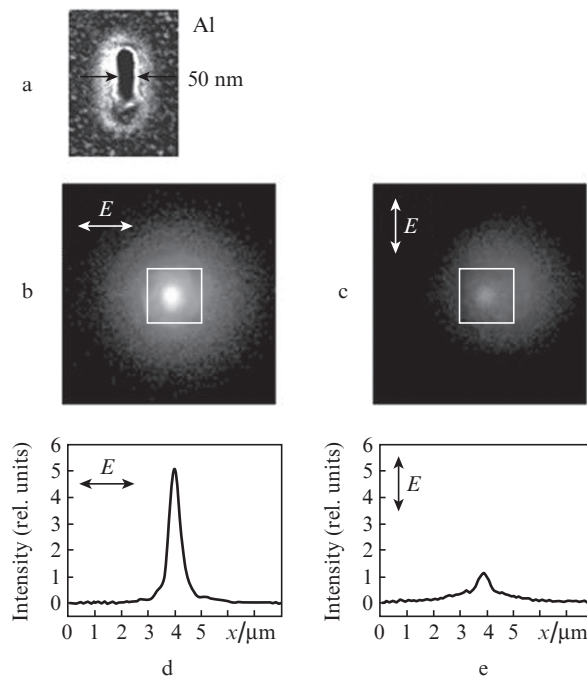 Al
a
50 nm
E
E
b
c
Intensity (rel. units)
6
5
4
3
2
1
0
E
0 1 2 3 4 5 x/μm
d
Intensity (rel. units)
6
5
4
3
2
1
0
E
0 1 2 3 4 5 x/μm
e